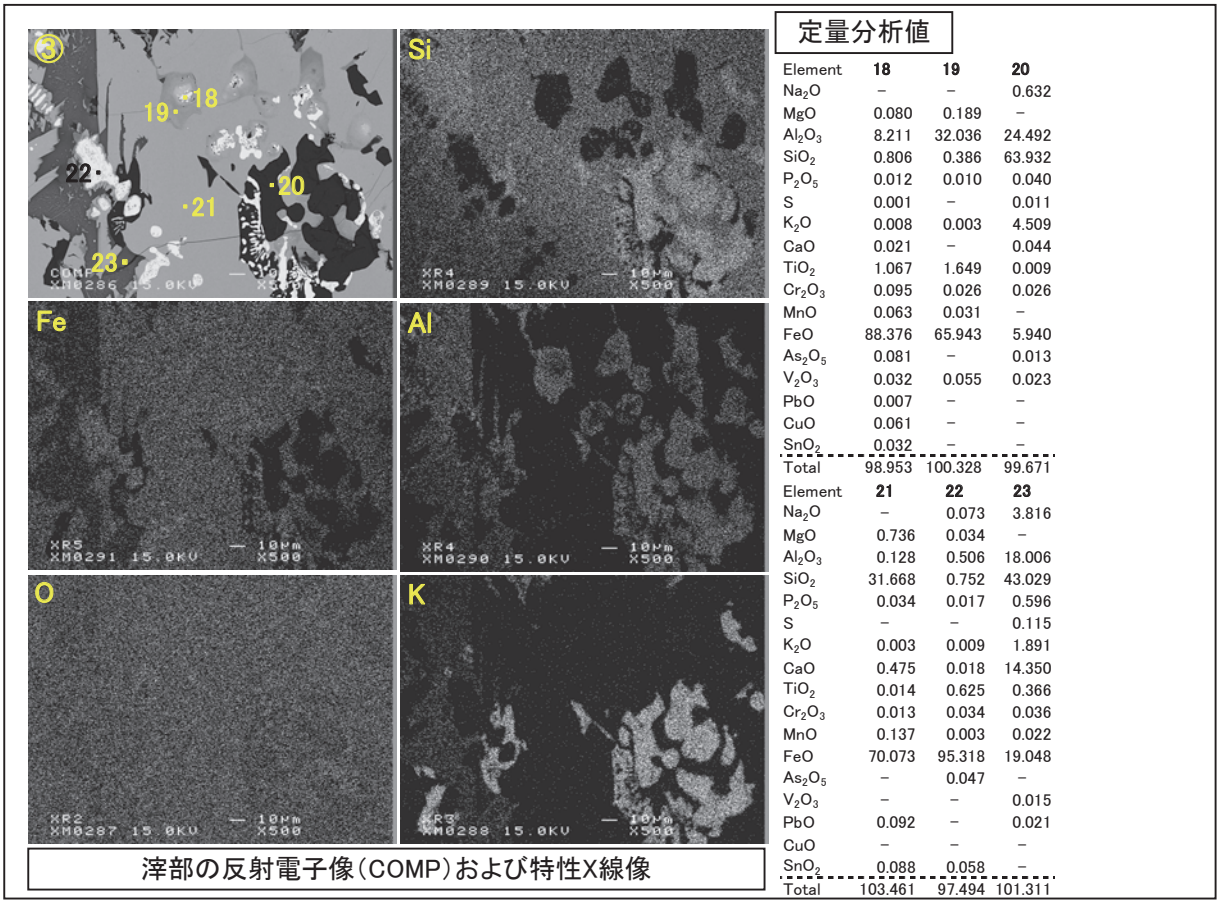 ③
18
19
22
20
21
23
COMP
10μm
XM0286 15.0KV X500
Si
XR4 10μm
XM0289 15.0KV X500
Fe
XR5 10μm
XM0291 15.0KV X500
Al
XR4 10μm
XM0290 15.0KV X500
O
XR2 10μm
XM0287 15.0KV X500
K
XR3 10μm
XM0288 15.0KV X500
滓部の反射電子像(COMP)および特性X線像
定量分析値
Element 18 19 20
Na₂O − − 0.632
MgO 0.080 0.189 −
Al₂O₃ 8.211 32.036 24.492
SiO₂ 0.806 0.386 63.932
P₂O₅ 0.012 0.010 0.040
S 0.001 − 0.011
K₂O 0.008 0.003 4.509
CaO 0.021 − 0.044
TiO₂ 1.067 1.649 0.009
Cr₂O₃ 0.095 0.026 0.026
MnO 0.063 0.031 −
FeO 88.376 65.943 5.940
As₂O₅ 0.081 − 0.013
V₂O₃ 0.032 0.055 0.023
PbO 0.007 − −
CuO 0.061 − −
SnO₂ 0.032 − −
Total 98.953 100.328 99.671
Element 21 22 23
Na₂O − 0.073 3.816
MgO 0.736 0.034 −
Al₂O₃ 0.128 0.506 18.006
SiO₂ 31.668 0.752 43.029
P₂O₅ 0.034 0.017 0.596
S − − 0.115
K₂O 0.003 0.009 1.891
CaO 0.475 0.018 14.350
TiO₂ 0.014 0.625 0.366
Cr₂O₃ 0.013 0.034 0.036
MnO 0.137 0.003 0.022
FeO 70.073 95.318 19.048
As₂O₅ − 0.047 −
V₂O₃ − − 0.015
PbO 0.092 − 0.021
CuO − − −
SnO₂ 0.088 0.058 −
Total 103.461 97.494 101.311